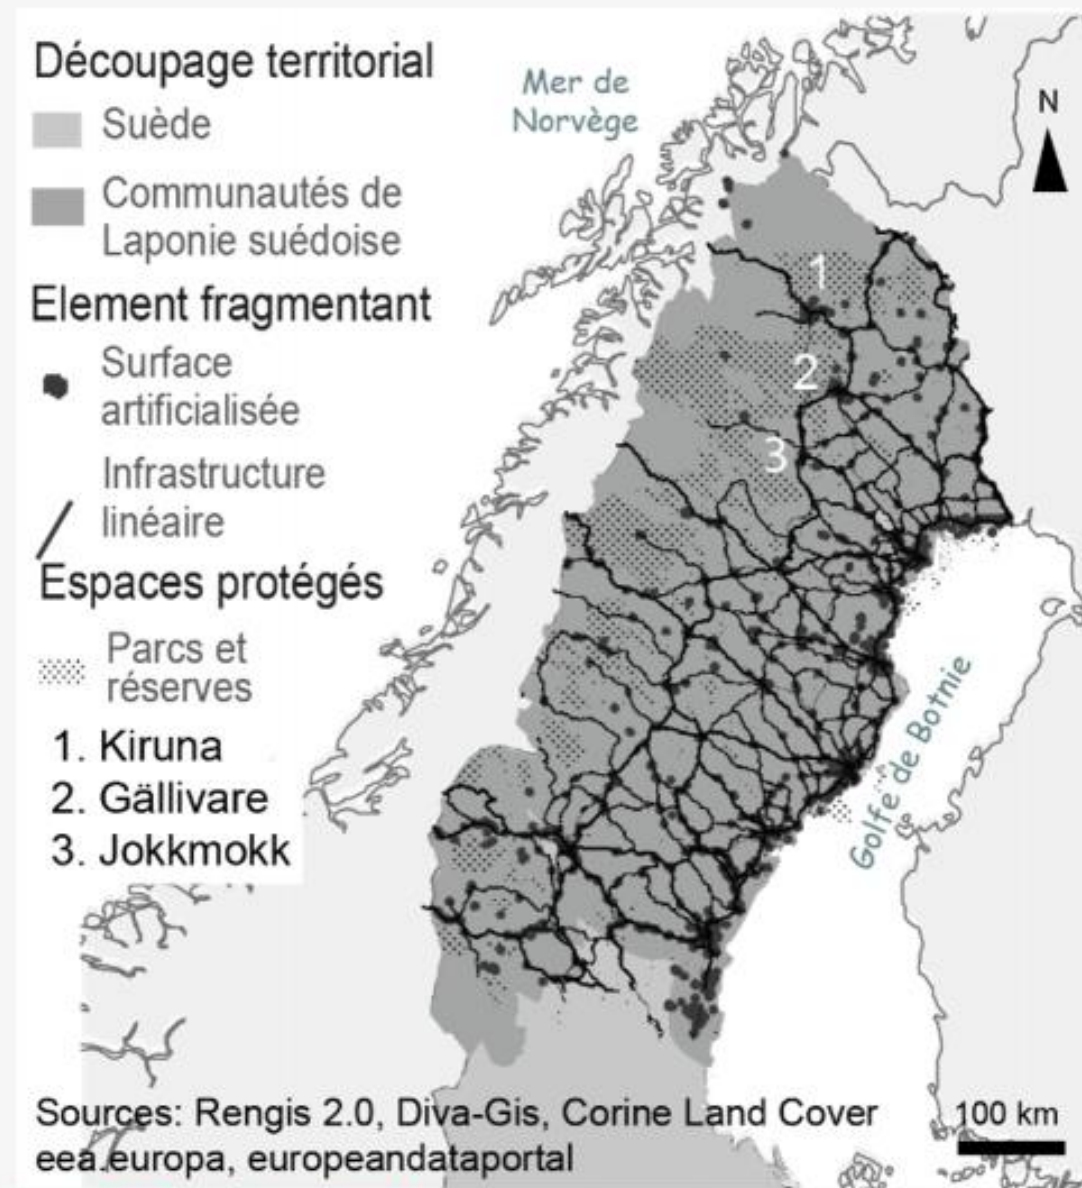 Découpage territorial
Suède
Communautés de
Laponie suédoise
Element fragmentant
Surface
artificialisée
Infrastructure
linéaire
Espaces protégés
Parcs et
réserves
1. Kiruna
2. Gällivare
3. Jokkmokk
Mer de
Norvège
N
1
2
3
Golfe de Botnie
Sources: Rengis 2.0, Diva-Gis, Corine Land Cover
eea.europa, europeandataportal
100 km